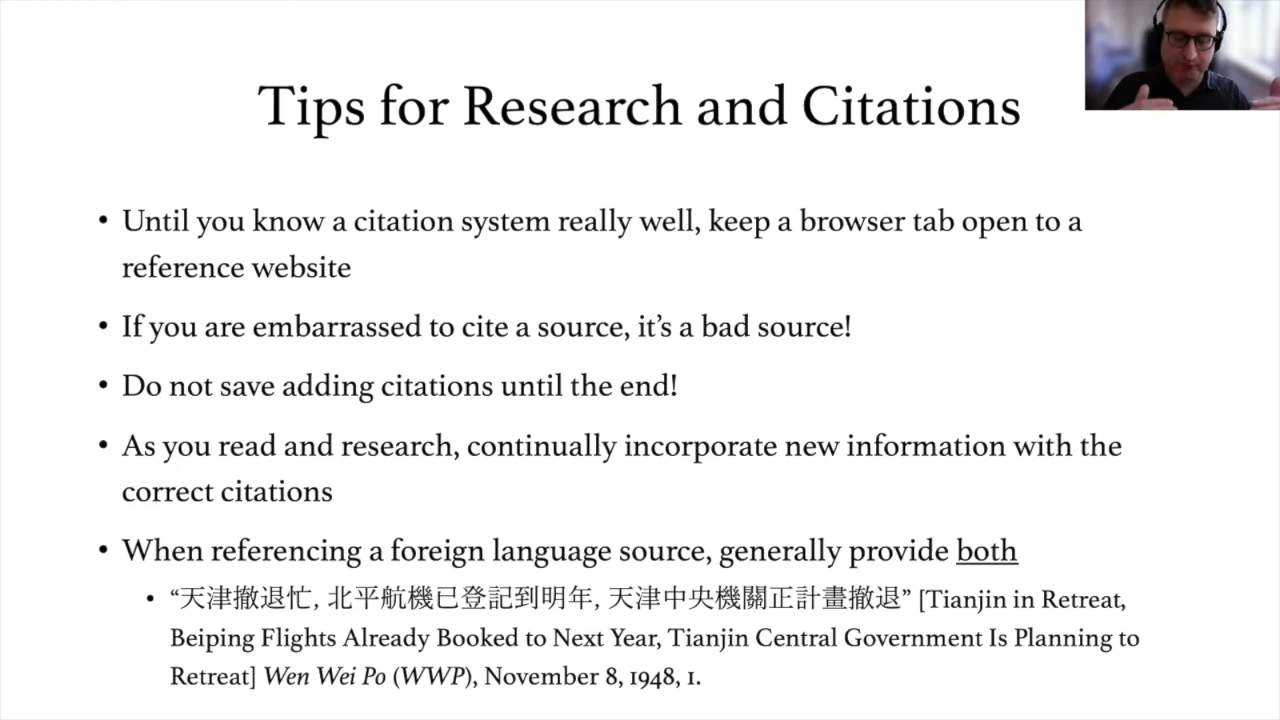 Tips for Research and Citations
• Until you know a citation system really well, keep a browser tab open to a
reference website
• If you are embarrassed to cite a source, it’s a bad source!
• Do not save adding citations until the end!
• As you read and research, continually incorporate new information with the
correct citations
• When referencing a foreign language source, generally provide both
• “天津撤退忙, 北平航機已登記到明年, 天津中央機關正計畫撤退” [Tianjin in Retreat,
Beiping Flights Already Booked to Next Year, Tianjin Central Government Is Planning to
Retreat] Wen Wei Po (WWP), November 8, 1948, 1.